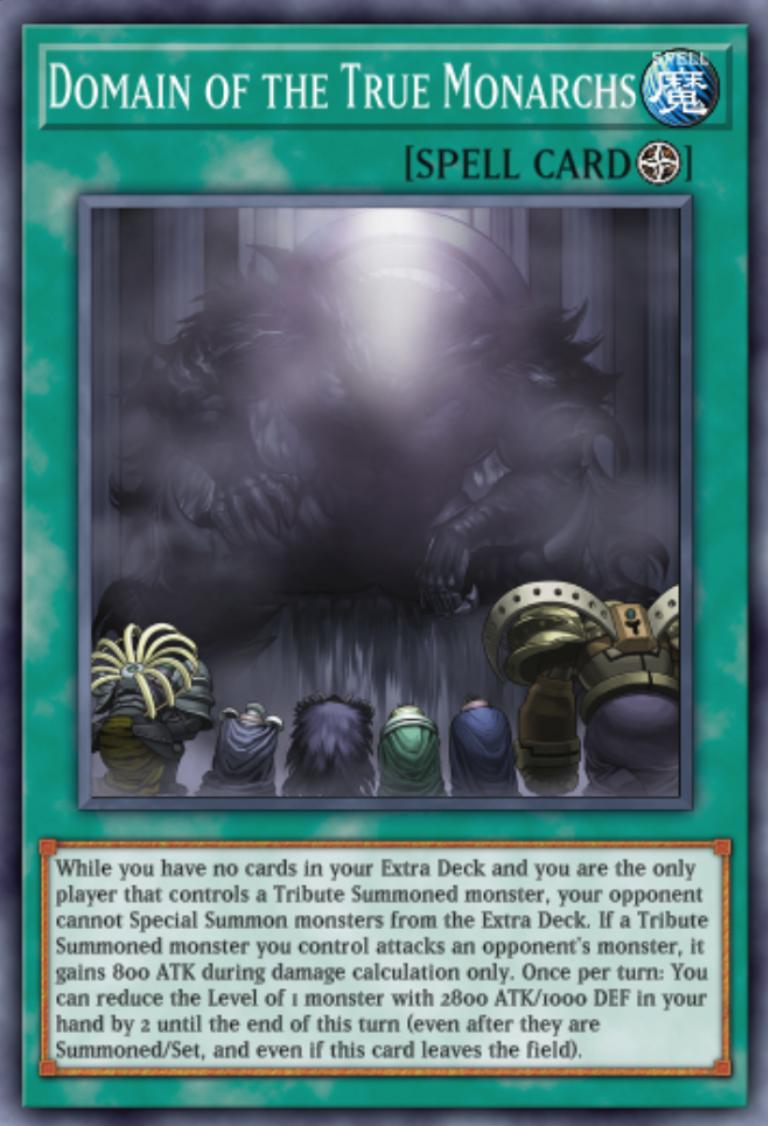 DOMAIN OF THE TRUE MONARCHS
SPELL
魔
[SPELL CARD]
While you have no cards in your Extra Deck and you are the only
player that controls a Tribute Summoned monster, your opponent
cannot Special Summon monsters from the Extra Deck. If a Tribute
Summoned monster you control attacks an opponent's monster, it
gains 800 ATK during damage calculation only. Once per turn: You
can reduce the Level of 1 monster with 2800 ATK/1000 DEF in your
hand by 2 until the end of this turn (even after they are
Summoned/Set, and even if this card leaves the field).